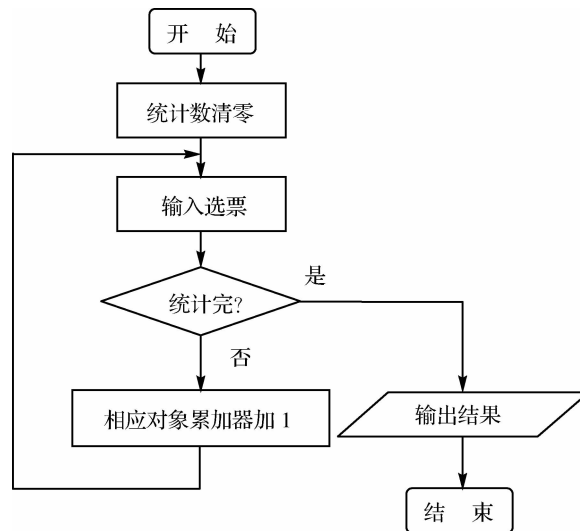 开 始
统计数清零
输入选票
统计完?
是
否
相应对象累加器加 1
输出结果
结 束